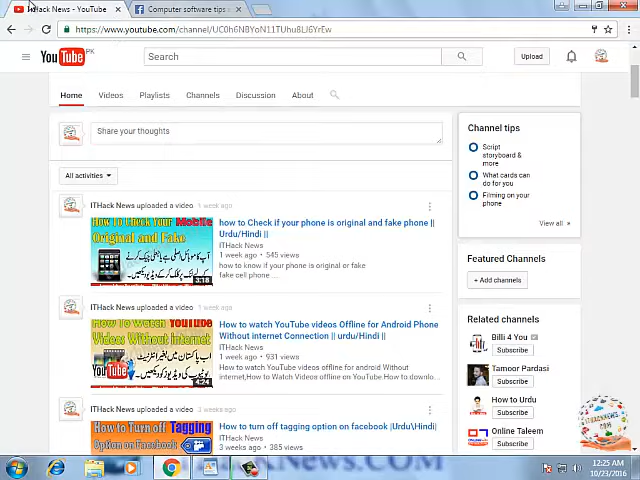 ITHack News - YouTube
Computer software tips
https://www.youtube.com/channel/UC0h6NBYoN11TUhu8LJ6YrEw
YouTube PK
Search
Upload
Home Videos Playlists Channels Discussion About
Share your thoughts
All activities
ITHack News uploaded a video 1 week ago
How To Check Your Mobile
Original and Fake
3:18
how to Check if your phone is original and fake phone ||
Urdu/Hindi ||
ITHack News
1 week ago • 545 views
how to know if your phone is original or fake
fake cell phone ...
ITHack News uploaded a video 1 week ago
How To Watch YouTube
Videos Without internet
4:24
How to watch YouTube videos Offline for Android Phone
Without internet Connection || urdu/Hindi ||
ITHack News
1 week ago • 931 views
How to watch YouTube videos offline for android Without
internet,How to Watch Videos offline on YouTube How to downlo...
ITHack News uploaded a video 3 weeks ago
How to Turn off Tagging
Option on Facebook
How to turn off tagging option on facebook |Urdu\Hindi|
ITHack News
3 weeks ago • 385 views
Channel tips
Script
storyboard &
more
What cards can
do for you
Filming on your
phone
View all »
Featured Channels
+ Add channels
Related channels
Billi 4 You
Subscribe
Tamoor Pardasi
Subscribe
How to Urdu
Subscribe
Online Taleem
Subscribe
ITHACKNEWS
.COM
12:25 AM
10/23/2016